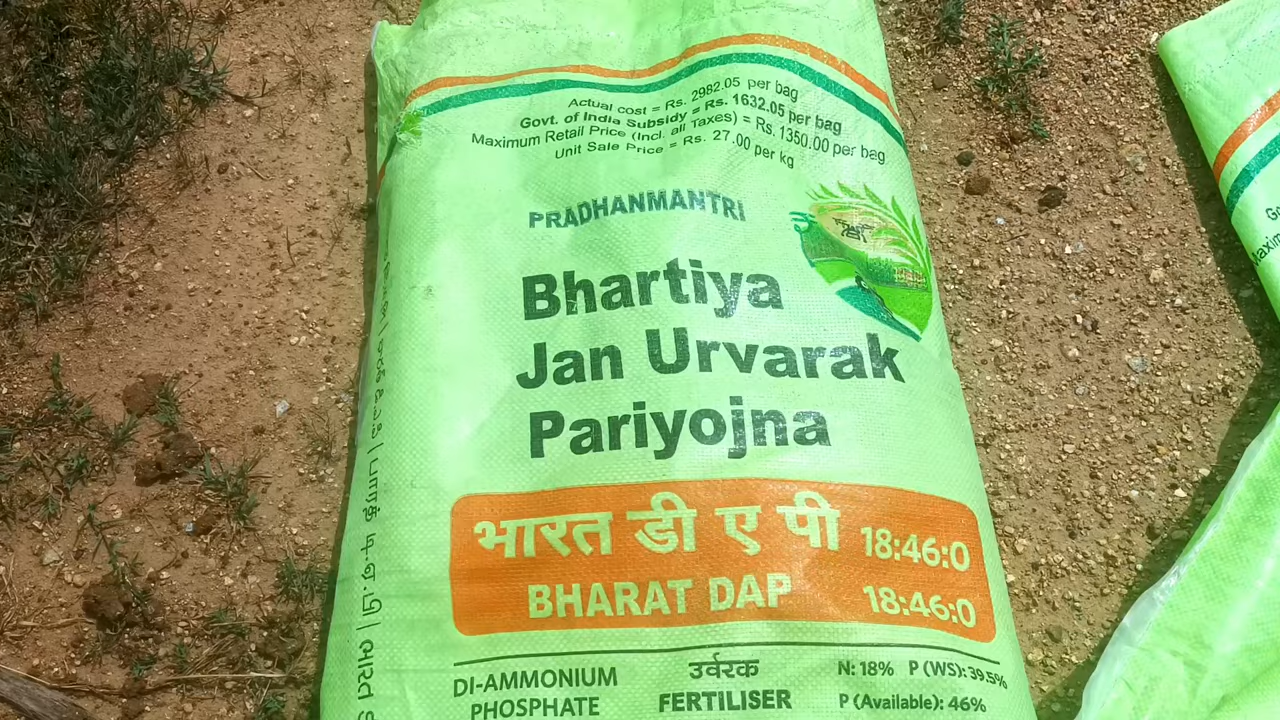 Actual cost = Rs. 2982.05 per bag
Govt. of India Subsidy = Rs. 1632.05 per bag
Maximum Retail Price (Incl. all Taxes) = Rs. 1350.00 per bag
Unit Sale Price = Rs. 27.00 per kg
PRADHANMANTRI
Bhartiya
Jan Urvarak
Pariyojna
भारत डी ए पी 18:46:0
BHARAT DAP 18:46:0
DI-AMMONIUM
PHOSPHATE
उर्वरक
FERTILISER
N: 18% P (WS): 39.5%
P (Available): 46%